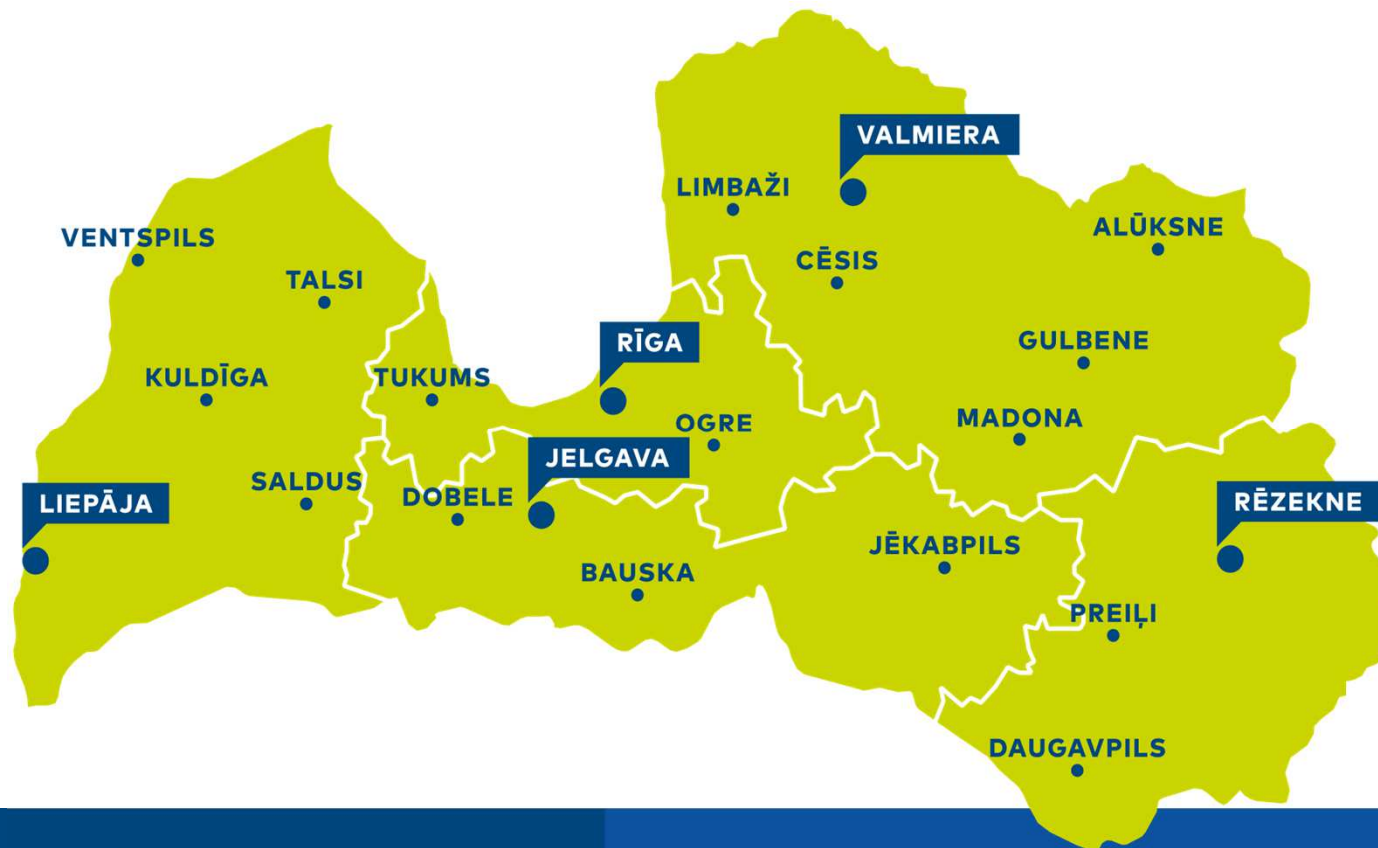 VALMIERA
LIMBAŽI
ALŪKSNE
VENTSPILS
CĒSIS
TALSI
RĪGA
GULBENE
KULDĪGA
TUKUMS
MADONA
OGRE
JELGAVA
SALDUS
DOBELE
LIEPĀJA
RĒZEKNE
JĒKABPILS
BAUSKA
PREIĻI
DAUGAVPILS